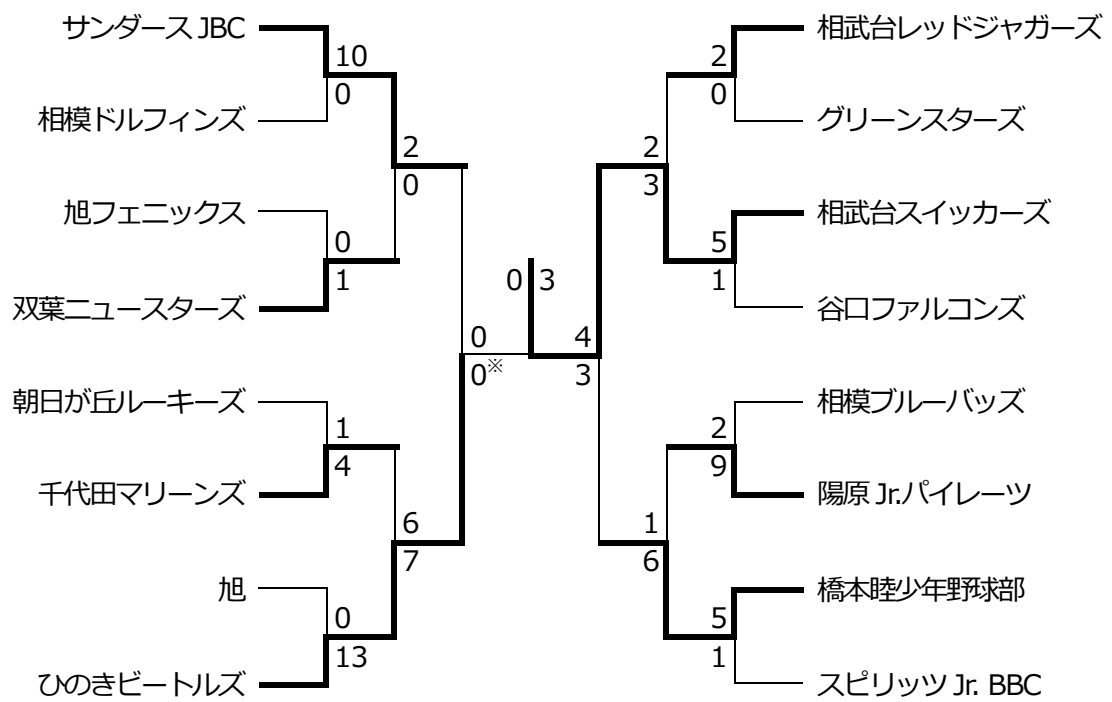 サンダース JBC
10
0
相模ドルフィンズ
2
0
旭フェニックス
0
1
双葉ニュースターズ
0
0※
朝日が丘ルーキーズ
1
4
千代田マリーンズ
6
7
旭
0
13
ひのきビートルズ
0 3
相武台レッドジャガーズ
2
0
グリーンスターズ
2
3
相武台スイッカーズ
5
1
谷口ファルコンズ
4
3
相模ブルーバッズ
2
9
陽原 Jr.パイレーツ
1
6
橋本睦少年野球部
5
1
スピリッツ Jr. BBC